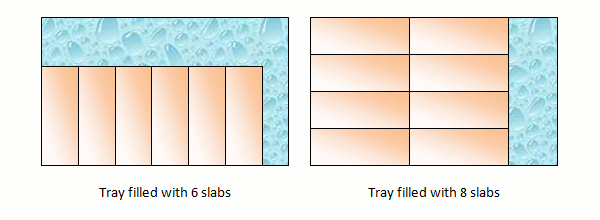 Tray filled with 6 slabs
Tray filled with 8 slabs